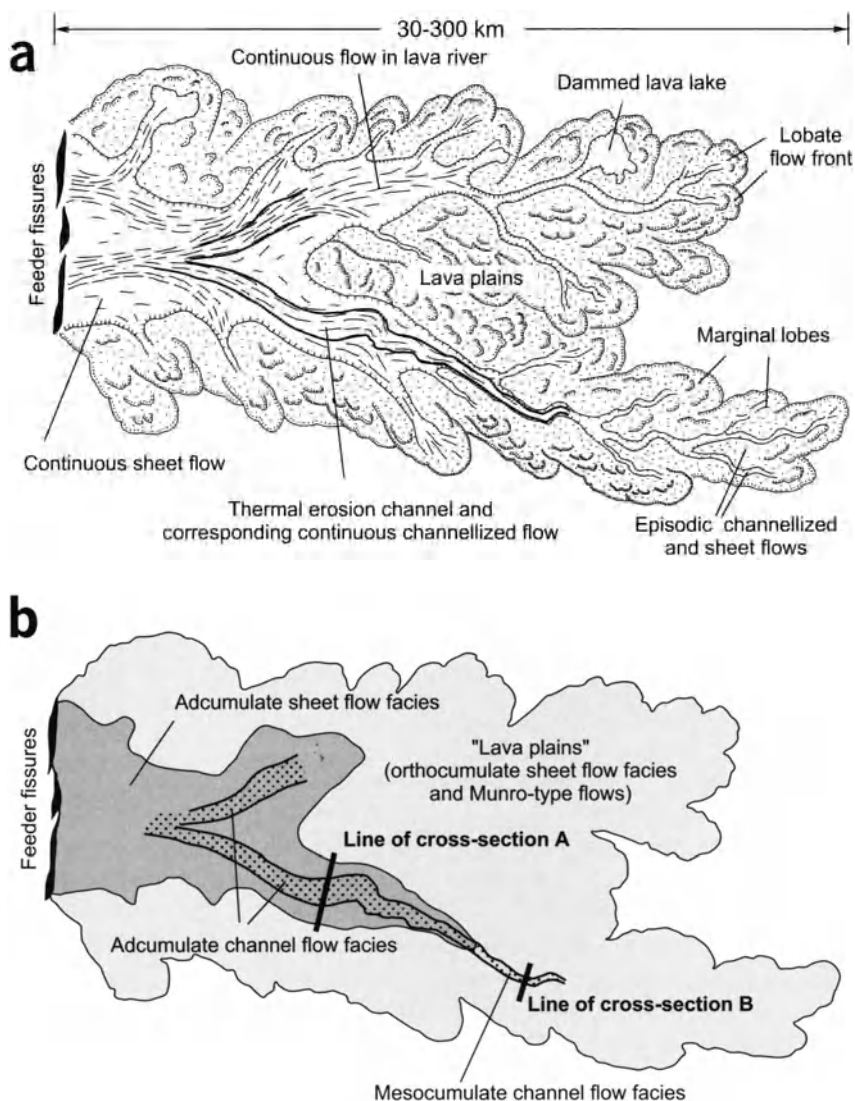 30-300 km
a
Continuous flow in lava river
Dammed lava lake
Lobate
flow front
Feeder fissures
Lava plains
Marginal lobes
Continuous sheet flow
Thermal erosion channel and
corresponding continuous channellized flow
Episodic channellized
and sheet flows
b
Adcumulate sheet flow facies
"Lava plains"
(orthocumulate sheet flow facies
and Munro-type flows)
Feeder fissures
Line of cross-section A
Adcumulate channel flow facies
Line of cross-section B
Mesocumulate channel flow facies